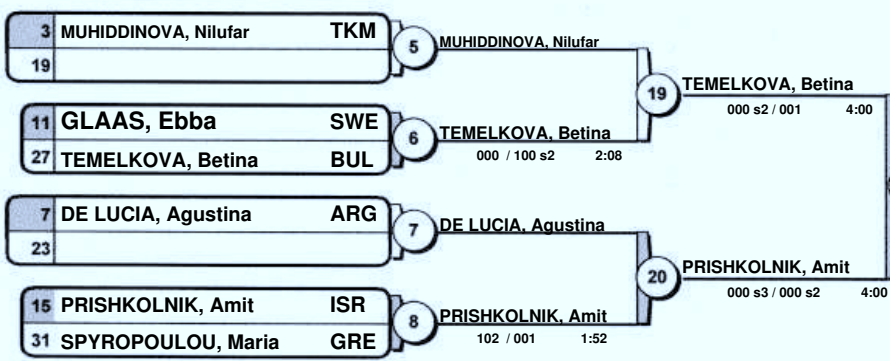 3 MUHIDDINOVA, Nilufar TKM
19
5 MUHIDDINOVA, Nilufar
11 GLAAS, Ebba SWE
27 TEMELKOVA, Betina BUL
6 TEMELKOVA, Betina
000 / 100 s2 2:08
19 TEMELKOVA, Betina
000 s2 / 001 4:00
7 DE LUCIA, Agustina ARG
23
7 DE LUCIA, Agustina
15 PRISHKOLNIK, Amit ISR
31 SPYROPOULOU, Maria GRE
8 PRISHKOLNIK, Amit
102 / 001 1:52
20 PRISHKOLNIK, Amit
000 s3 / 000 s2 4:00